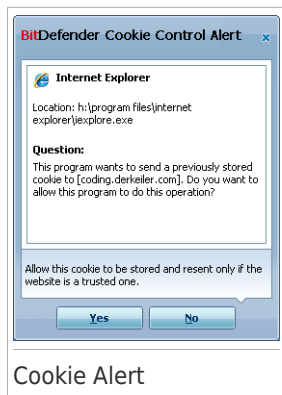 BitDefender Cookie Control Alert x
Internet Explorer
Location: h:\program files\internet
explorer\iexplore.exe
Question:
This program wants to send a previously stored
cookie to [coding.derkeiler.com]. Do you want to
allow this program to do this operation?
Allow this cookie to be stored and resent only if the
website is a trusted one.
Yes No
Cookie Alert